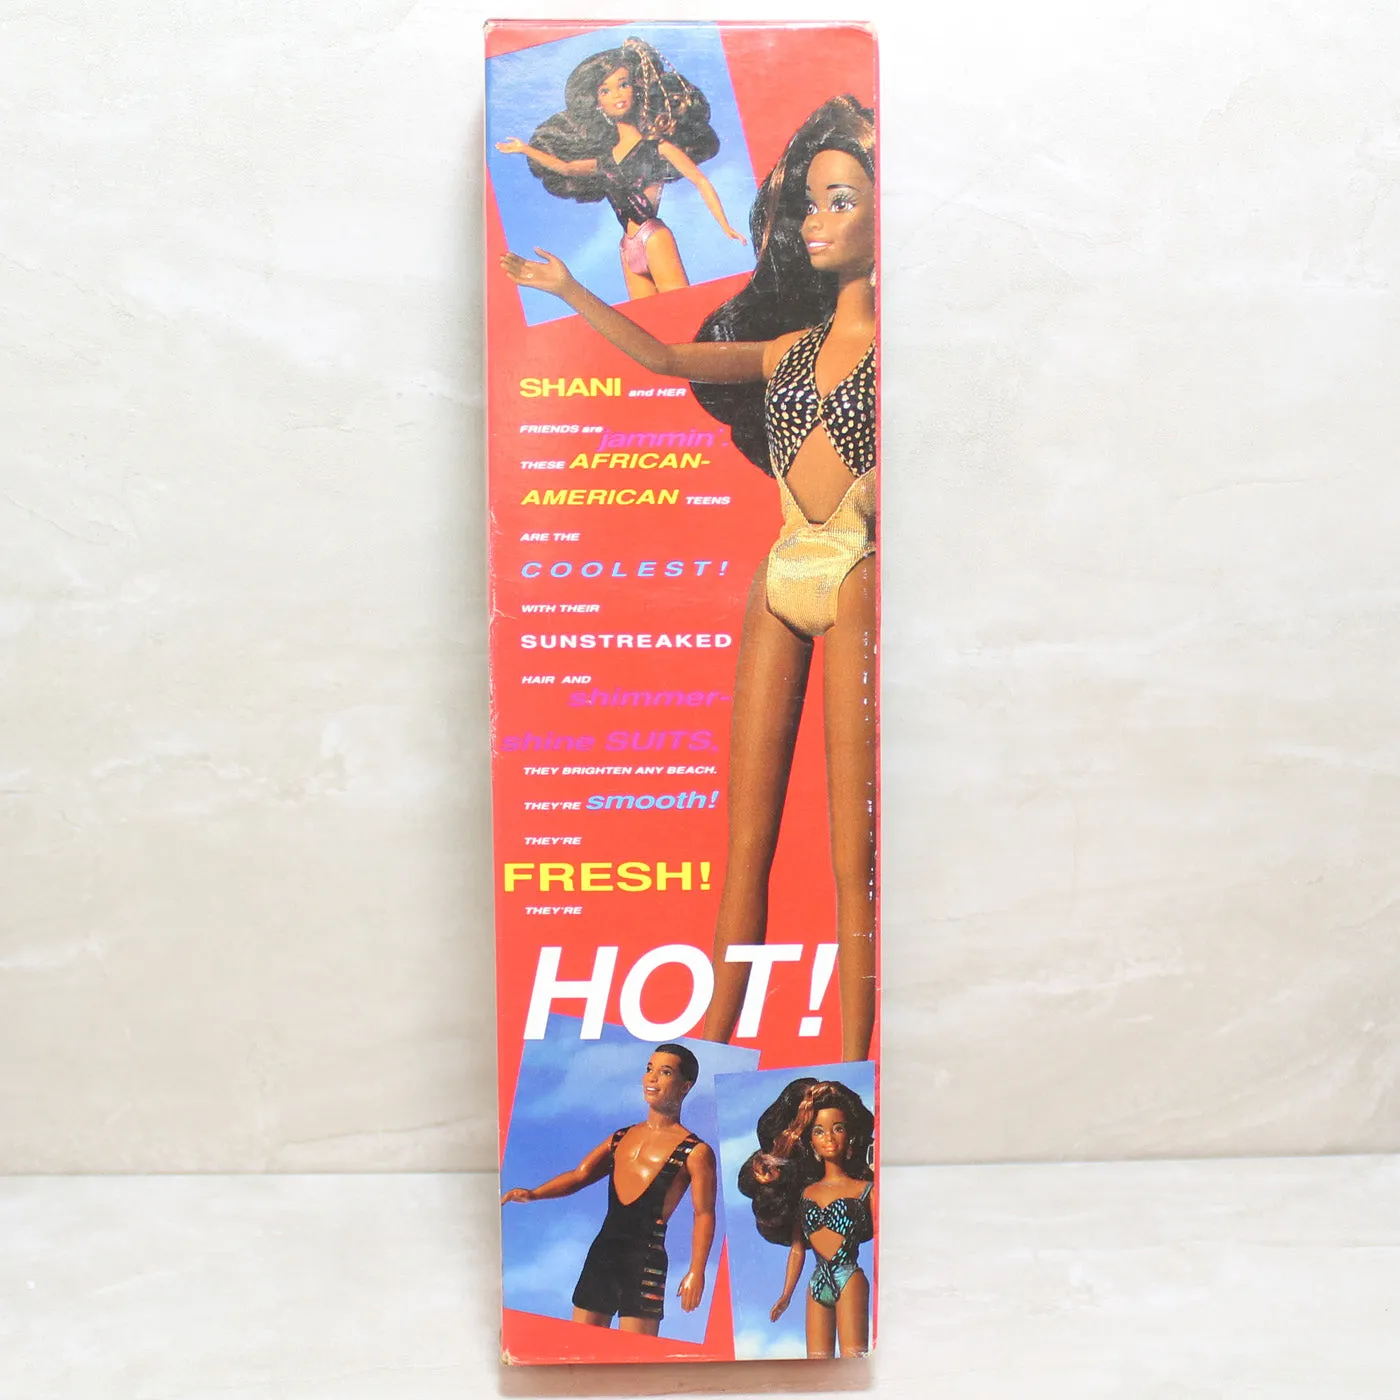 SHANI and HER
FRIENDS are jammin'.
THESE AFRICAN-
AMERICAN TEENS
ARE THE
COOLEST!
WITH THEIR
SUNSTREAKED
HAIR AND
shimmer-
shine SUITS,
THEY BRIGHTEN ANY BEACH.
THEY'RE smooth!
THEY'RE
FRESH!
THEY'RE
HOT!